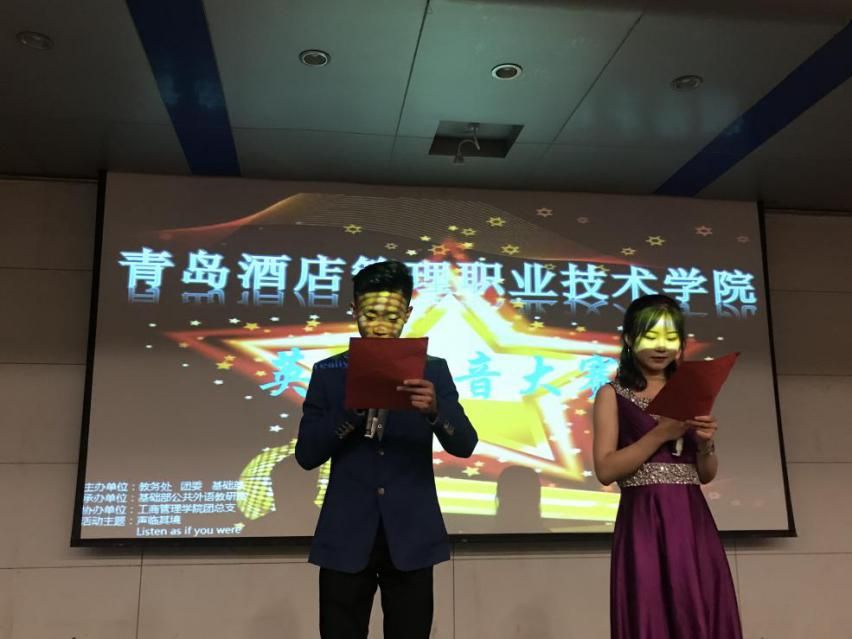 青岛酒店管理职业技术学院
英 音大赛
主办单位：教务处 团委 基础部
承办单位：基础部公共外语教研
协办单位：工商管理学院团总支
活动主题：声临其境
Listen as if you were
really